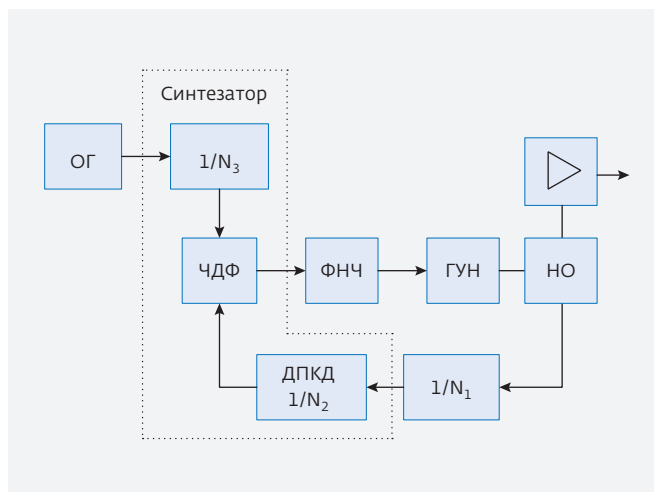 Синтезатор
ОГ
1/N₃
ЧДФ
ФНЧ
ГУН
НО
ДПКД
1/N₂
1/N₁